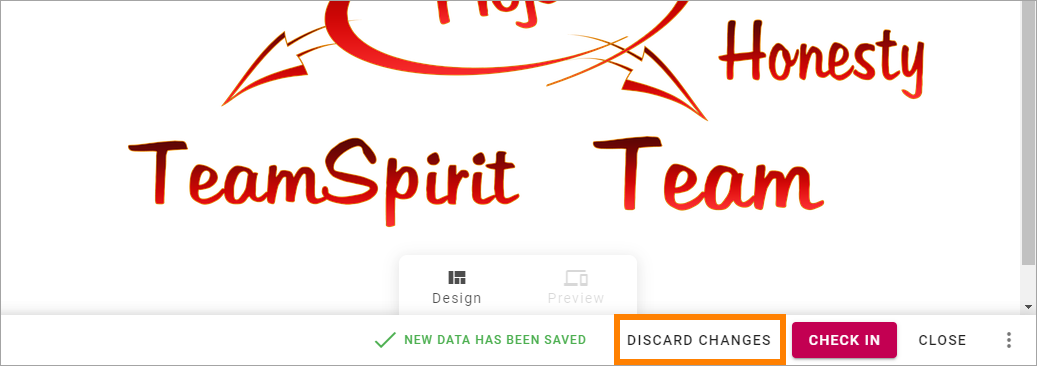 Honesty
TeamSpirit Team
Design Preview
NEW DATA HAS BEEN SAVED DISCARD CHANGES CHECK IN CLOSE